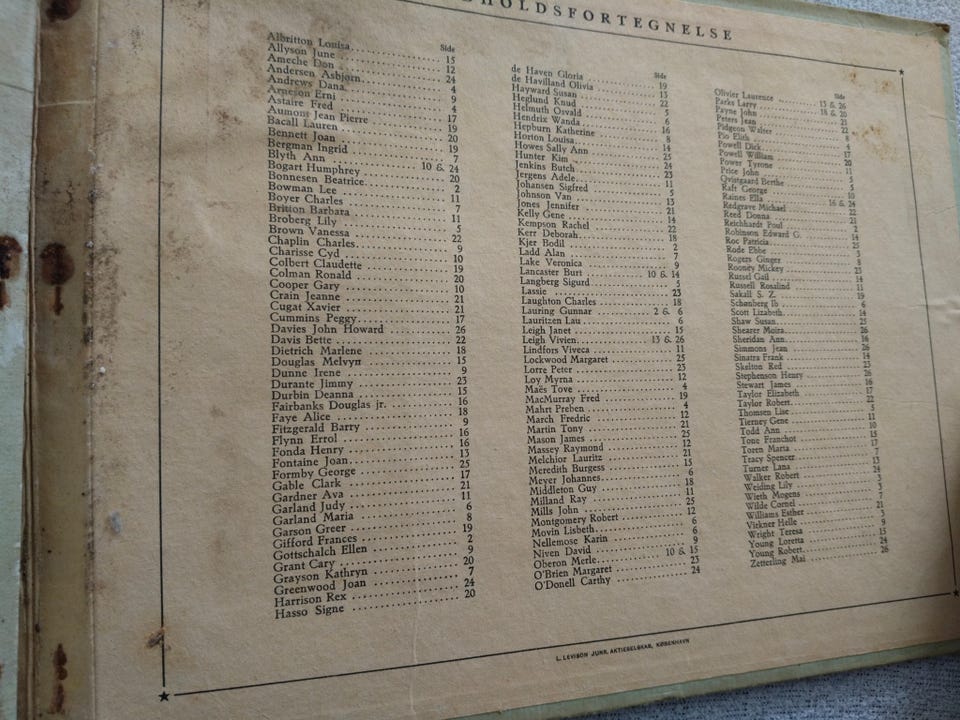 HOLDSFORTEGNELSE
Side
Albritton Louisa 15
Allyson June 12
Ameche Don 24
Andersen Asbjørn 4
Andrews Dana 9
Arneson Erni 4
Astaire Fred 17
Aumont Jean Pierre 19
Bacall Lauren 20
Bennett Joan 19
Bergman Ingrid 7
Blyth Ann 10 & 24
Bogart Humphrey 20
Bonnesen Beatrice 2
Bowman Lee 11
Boyer Charles 7
Britton Barbara 11
Broberg Lily 5
Brown Vanessa 22
Chaplin Charles 9
Charisse Cyd 10
Colbert Claudette 19
Colman Ronald 20
Cooper Gary 10
Crain Jeanne 21
Cugat Xavier 21
Cummins Peggy 17
Davies John Howard 26
Davis Bette 22
Dietrich Marlene 18
Douglas Melvyn 15
Dunne Irene 9
Durante Jimmy 23
Durbin Deanna 15
Fairbanks Douglas jr. 16
Faye Alice 18
Fitzgerald Barry 9
Flynn Errol 16
Fonda Henry 16
Fontaine Joan 13
Formby George 25
Gable Clark 17
Gardner Ava 21
Garland Judy 11
Garland Maria 6
Garson Greer 8
Gifford Frances 19
Gottschalch Ellen 2
Grant Cary 9
Grayson Kathryn 20
Greenwood Joan 7
Harrison Rex 24
Hasso Signe 20
Side
de Haven Gloria 19
de Havilland Olivia 13
Hayward Susan 22
Heglund Knud 5
Helmuth Osvald 6
Hendrix Wanda 16
Hepburn Katherine 8
Horton Louisa 14
Howes Sally Ann 25
Hunter Kim 24
Jenkins Butch 23
Jergens Adele 11
Johansen Sigfred 5
Johnson Van 13
Jones Jennifer 21
Kelly Gene 14
Kempson Rachel 22
Kerr Deborah 18
Kjer Bodil 2
Ladd Alan 7
Lake Veronica 9
Lancaster Burt 10 & 14
Langberg Sigurd 5
Lassie 23
Laughton Charles 18
Lauring Gunnar 2 & 6
Lauritzen Lau 6
Leigh Janet 15
Leigh Vivien 13 & 26
Lindfors Viveca 11
Lockwood Margaret 25
Lorre Peter 23
Loy Myrna 12
Maës Tove 4
MacMurray Fred 19
Mahrt Preben 4
March Fredric 12
Martin Tony 21
Mason James 25
Massey Raymond 12
Melchior Lauritz 21
Meredith Burgess 15
Meyer Johannes 6
Middleton Guy 18
Milland Ray 11
Mills John 25
Montgomery Robert 12
Movin Lisbeth 6
Nellemose Karin 6
Niven David 9
Oberon Merle 10 & 15
O'Brien Margaret 23
O'Donell Carthy 24
Side
Olivier Laurence 13 & 26
Parks Larry 18 & 20
Payne John 21
Peters Jean 22
Pidgeon Walter 8
Pio Elith 4
Powell Dick 17
Powell William 20
Power Tyrone 11
Price John 5
Qvistgaard Berthe 5
Raft George 10
Raines Ella 16 & 24
Redgrave Michael 22
Reed Donna 21
Reichhardt Poul 2
Robinson Edward G. 14
Roc Patricia 25
Rode Ebbe 3
Rogers Ginger 8
Rooney Mickey 23
Russel Gail 14
Russell Rosalind 11
Sakall S. Z. 19
Schønberg Ib 6
Scott Lizabeth 14
Shaw Susan 25
Shearer Moira 26
Sheridan Ann 16
Simmons Jean 26
Sinatra Frank 14
Skelton Red 23
Stephenson Henry 26
Stewart James 16
Taylor Elizabeth 17
Taylor Robert 22
Thomsen Lise 5
Tierney Gene 11
Todd Ann 10
Tone Franchot 15
Toren Marta 17
Tracy Spencer 7
Turner Lana 13
Walker Robert 24
Weiding Lily 3
Wieth Mogens 3
Wilde Cornel 7
Williams Esther 21
Virkner Helle 3
Wright Teresa 9
Young Loretta 15
Young Robert 24
Zetterling Mai 26
L. LEVISON JUNR. AKTIESELSKAB, KØBENHAVN